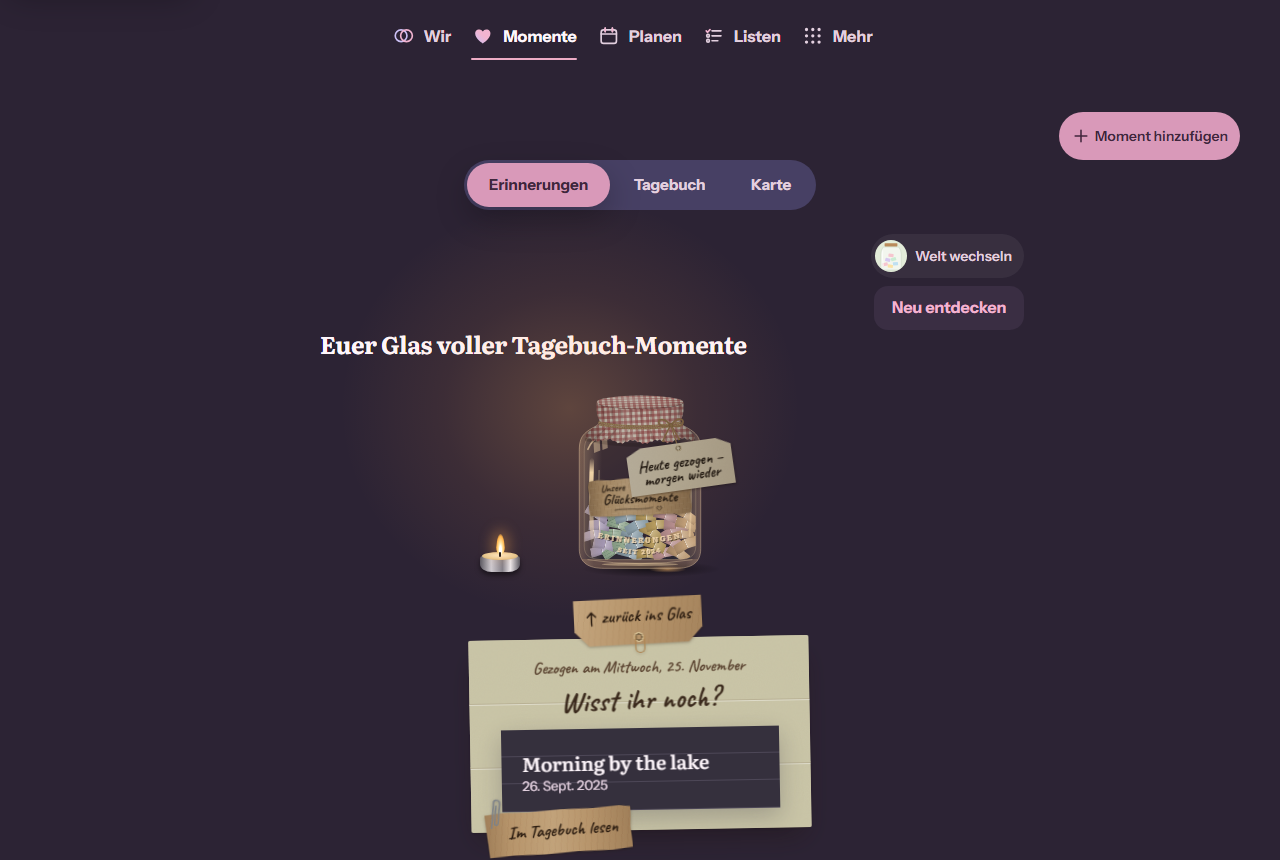 Wir
Momente
Planen
Listen
Mehr
Moment hinzufügen
Erinnerungen
Tagebuch
Karte
Welt wechseln
Neu entdecken
Euer Glas voller Tagebuch-Momente
Heute gezogen –
morgen wieder
Unsere
Glücksmomente
ERINNERUNGEN
SEIT 2024
↑ zurück ins Glas
Gezogen am Mittwoch, 25. November
Wisst ihr noch?
Morning by the lake
26. Sept. 2025
Im Tagebuch lesen